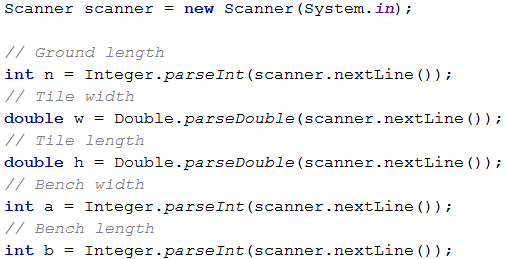 Scanner scanner = new Scanner(System.in);
// Ground length
int n = Integer.parseInt(scanner.nextLine());
// Tile width
double w = Double.parseDouble(scanner.nextLine());
// Tile length
double h = Double.parseDouble(scanner.nextLine());
// Bench width
int a = Integer.parseInt(scanner.nextLine());
// Bench length
int b = Integer.parseInt(scanner.nextLine());